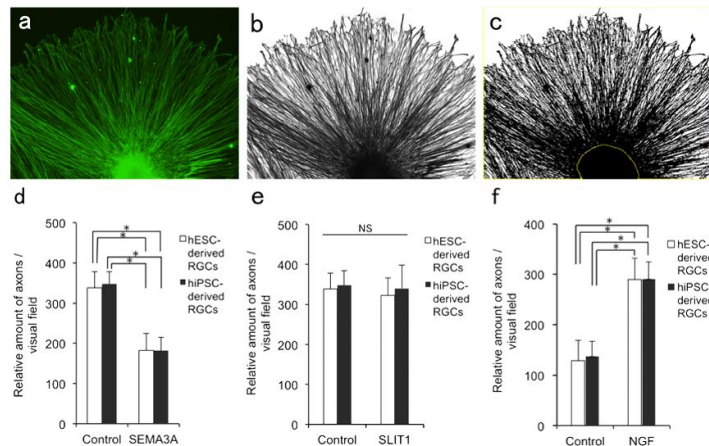 a
b
c
d
Relative amount of axons /
visual field
500
400
300
200
100
0
*
*
*
*
hESC-
derived
RGCs
hiPSC-
derived
RGCs
Control
SEMA3A
e
Relative amount of axons /
visual field
500
400
300
200
100
0
NS
hESC-
derived
RGCs
hiPSC-
derived
RGCs
Control
SLIT1
f
Relative amount of axons /
visual field
400
300
200
100
0
*
*
*
*
hESC-
derived
RGCs
hiPSC-
derived
RGCs
Control
NGF